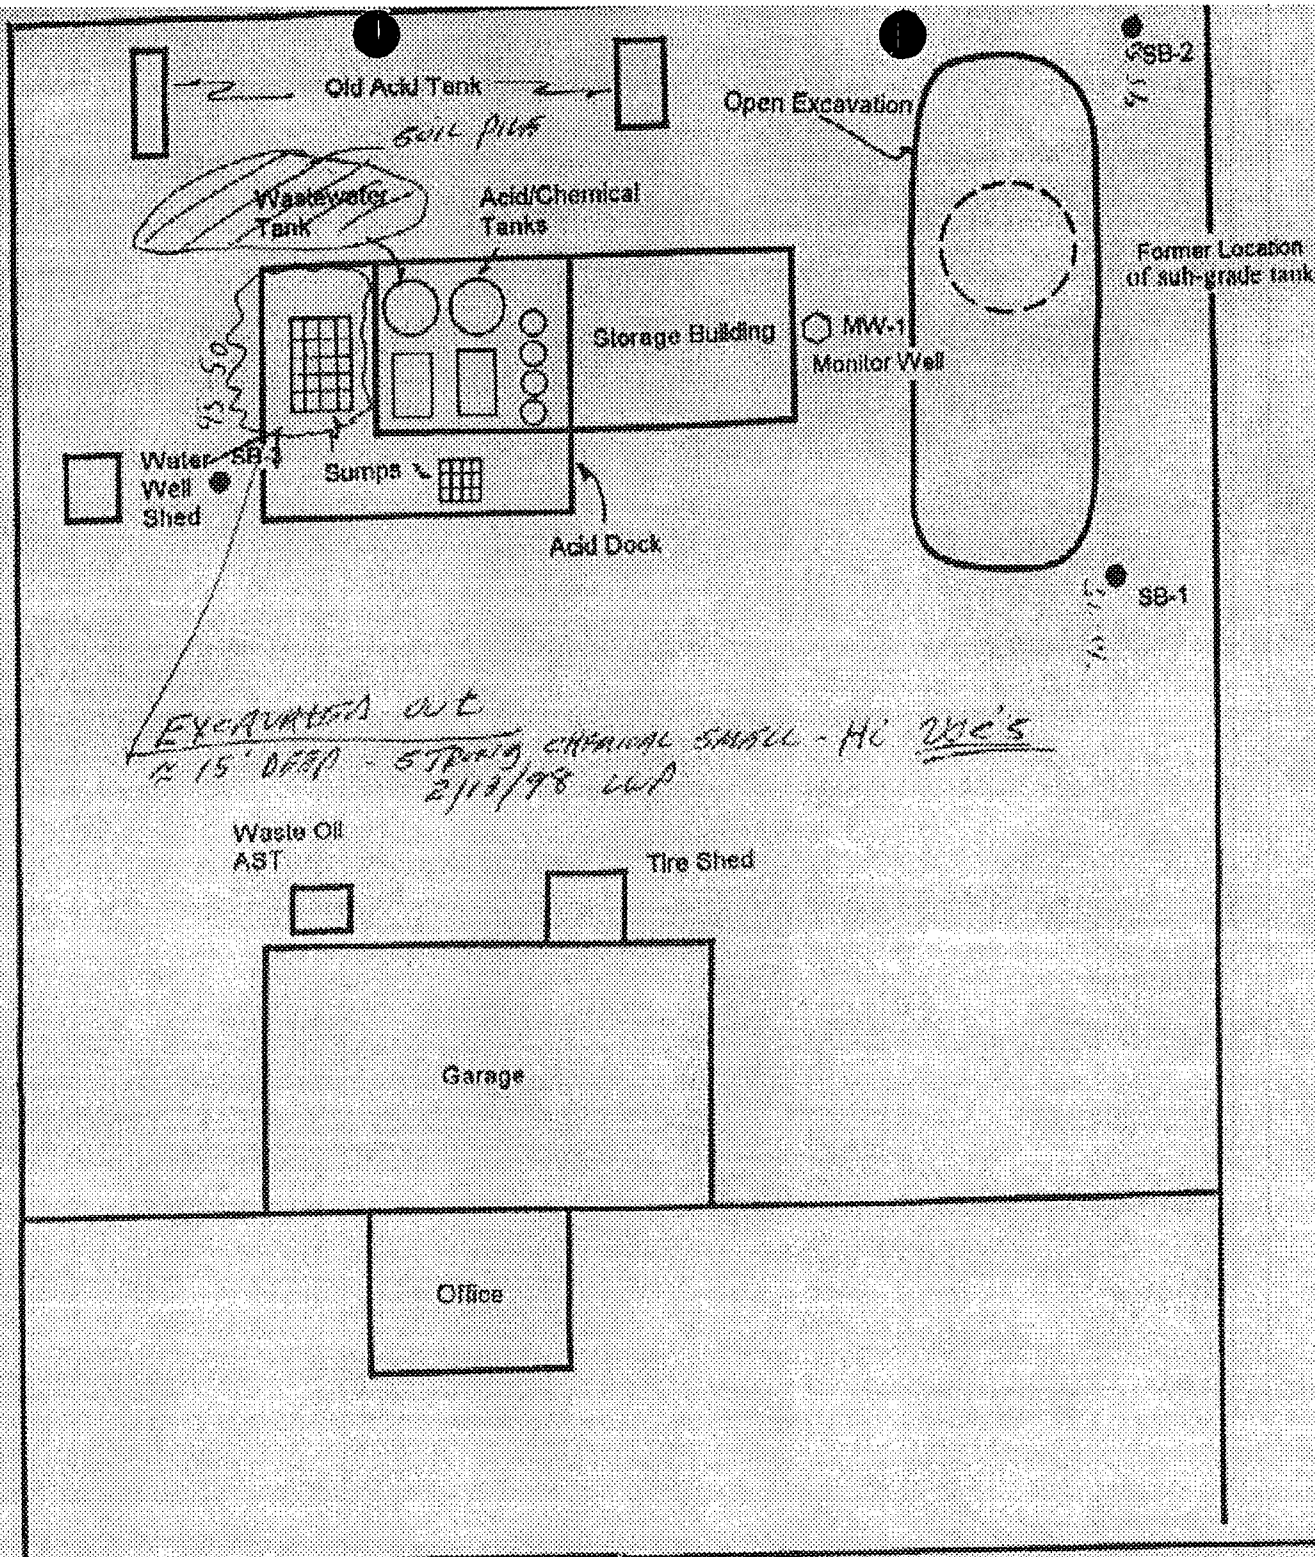 SB-2
Old Acid Tank
Open Excavation
SOIL PILE
Wastewater
Tank
Acid/Chemical
Tanks
Former Location
of sub-grade tank
Storage Building
MW-1
Monitor Well
Water
Well
Shed
SB-3
Sumps
Acid Dock
SB-1
EXCAVATED OUT
≈ 15' DEEP - STRONG CHEMICAL SMELL - Hi VOC's
Waste Oil
AST
Tire Shed
Garage
Office